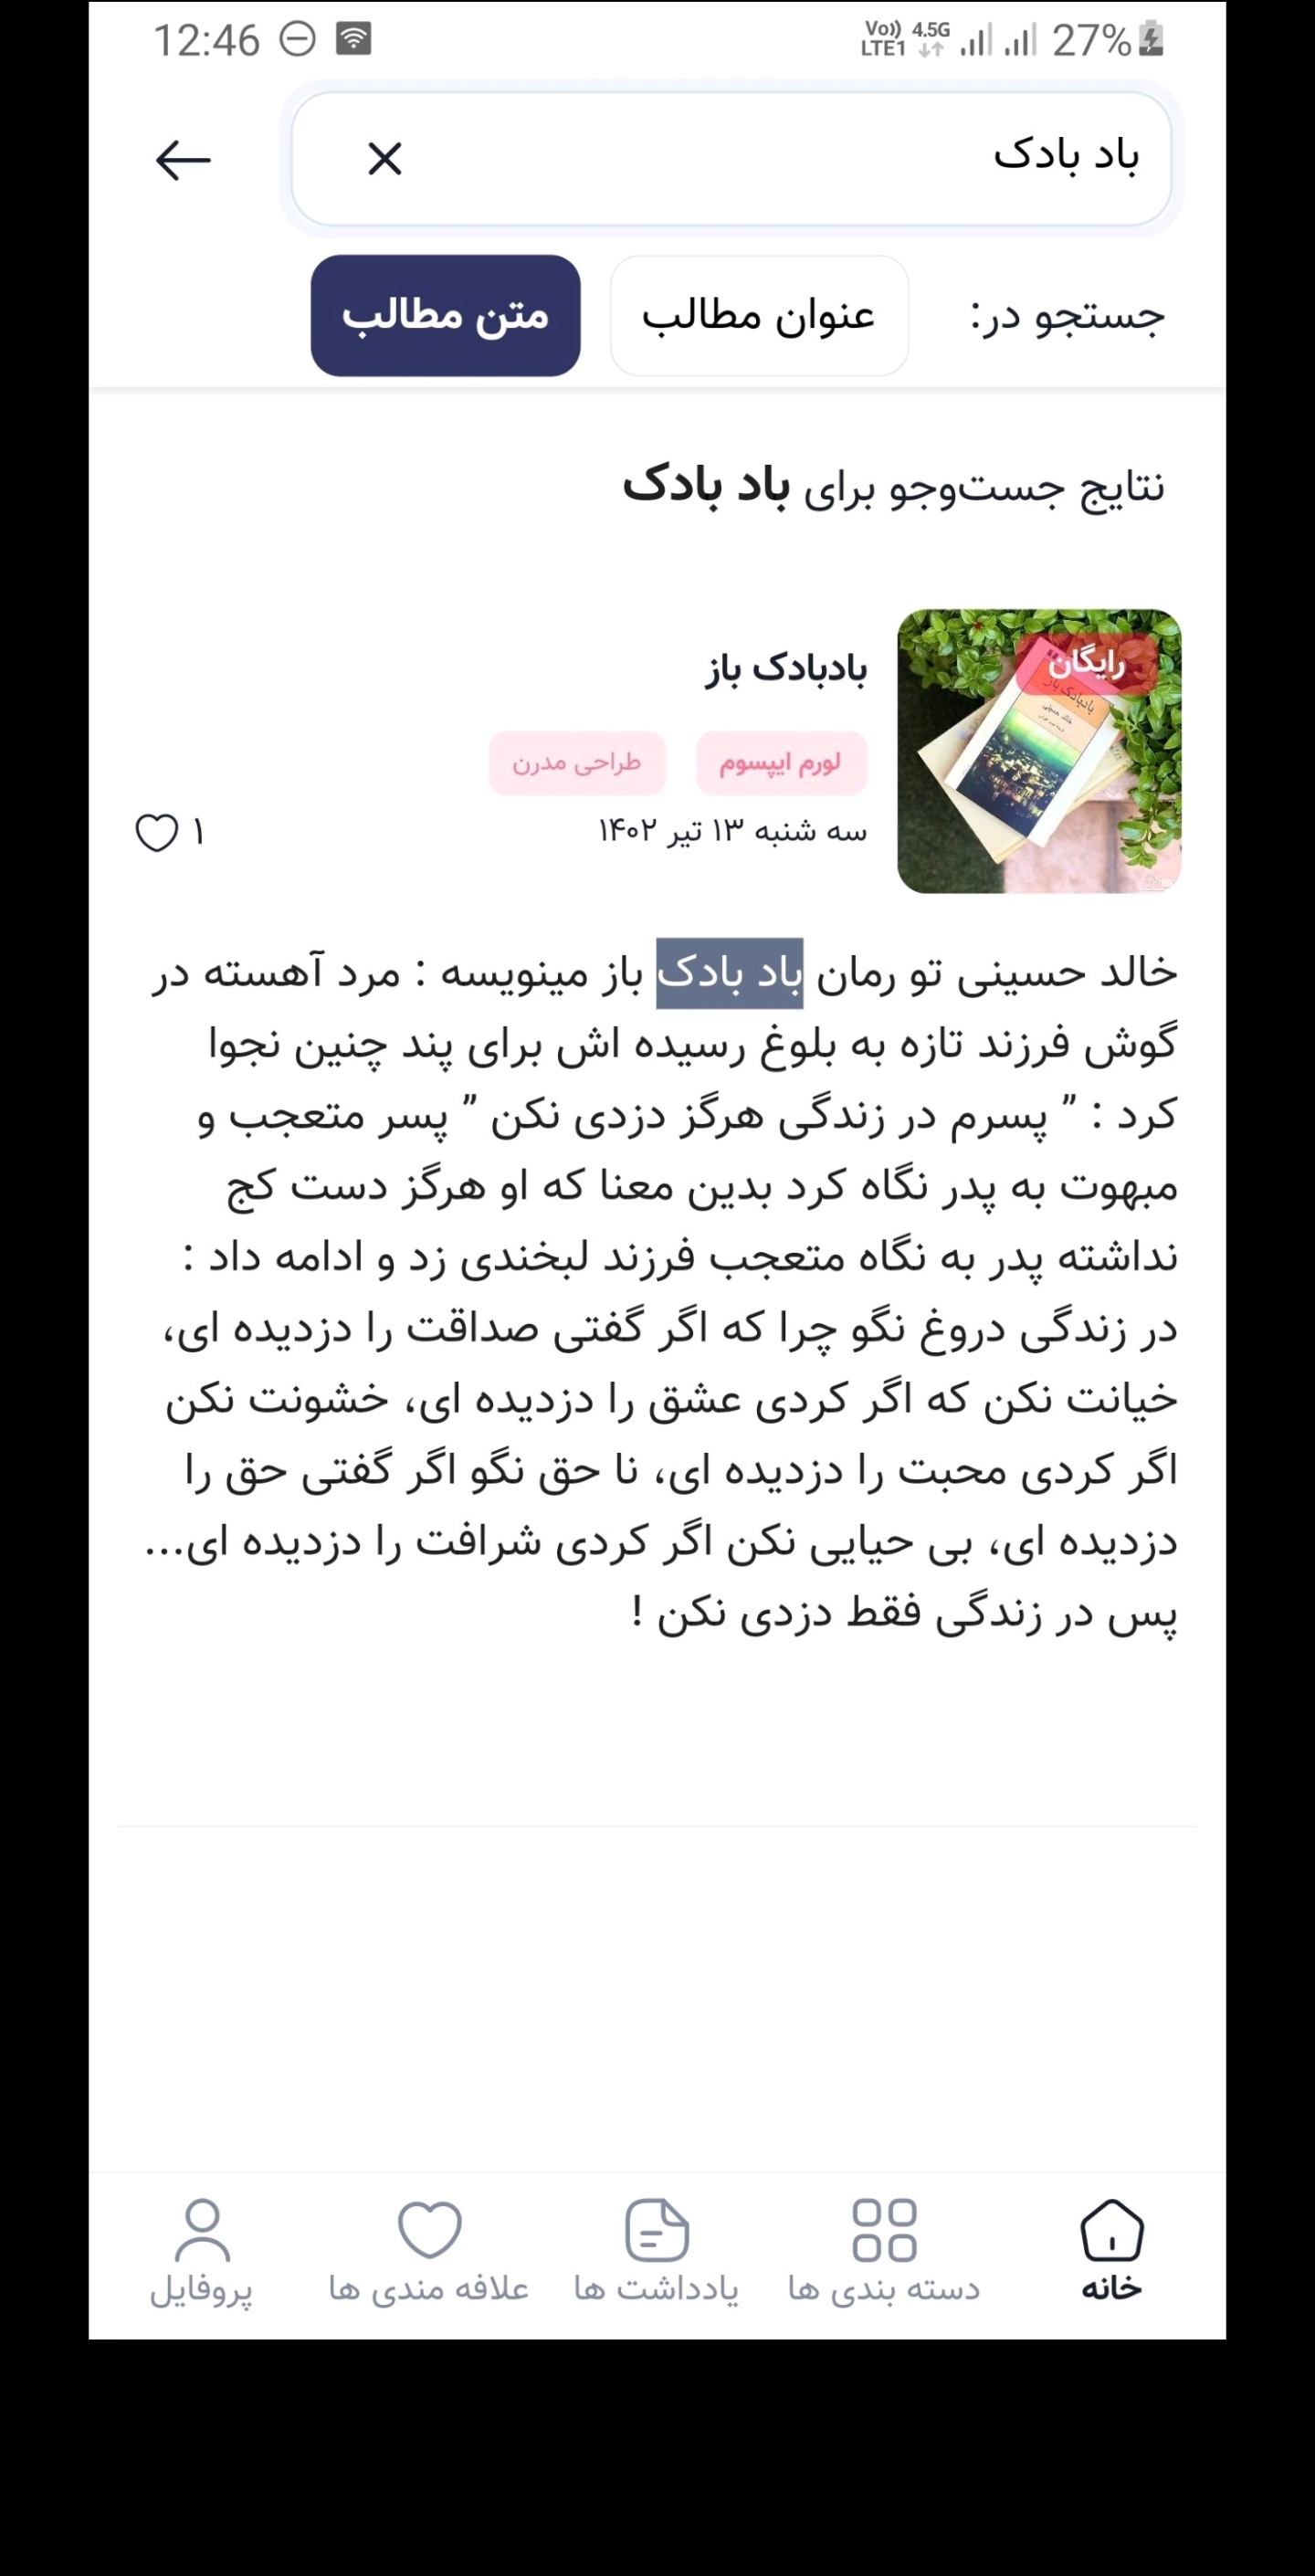 12:46
Vo)) 4.5G
LTE1
27%
باد بادک
جستجو در:
عنوان مطالب
متن مطالب
نتایج جست‌وجو برای باد بادک
رایگان
بادبادک باز
خالد حسینی
بادبادک باز
لورم ایپسوم
طراحی مدرن
سه شنبه ۱۳ تیر ۱۴۰۲
۱
خالد حسینی تو رمان باد بادک باز مینویسه : مرد آهسته در
گوش فرزند تازه به بلوغ رسیده اش برای پند چنین نجوا
کرد : ” پسرم در زندگی هرگز دزدی نکن ” پسر متعجب و
مبهوت به پدر نگاه کرد بدین معنا که او هرگز دست کج
نداشته پدر به نگاه متعجب فرزند لبخندی زد و ادامه داد :
در زندگی دروغ نگو چرا که اگر گفتی صداقت را دزدیده ای،
خیانت نکن که اگر کردی عشق را دزدیده ای، خشونت نکن
اگر کردی محبت را دزدیده ای، نا حق نگو اگر گفتی حق را
دزدیده ای، بی حیایی نکن اگر کردی شرافت را دزدیده ای...
پس در زندگی فقط دزدی نکن !
خانه
دسته بندی ها
یادداشت ها
علافه مندی ها
پروفایل